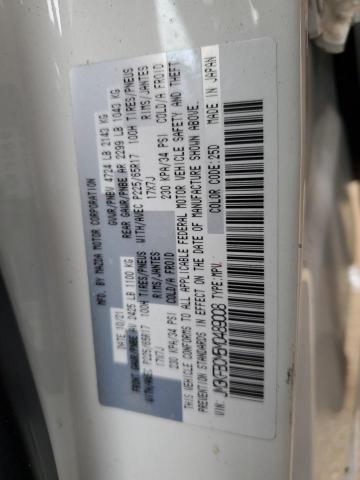 MFD BY MAZDA MOTOR CORPORATION
10/21 GVWR/PNBV 4724 LB 2143 KG
FRONT GAWR/PNBE AV 2425 LB 1100 KG REAR GAWR/PNBE AR 2299 LB 1043 KG
WITH/AVEC P225/65R17 100H TIRES/PNEUS WITH/AVEC P225/65R17 100H TIRES/PNEUS
17X7J RIMS/JANTES 17X7J RIMS/JANTES
230 KPA/34 PSI COLD/A FROID 230 KPA/34 PSI COLD/A FROID
THIS VEHICLE CONFORMS TO ALL APPLICABLE FEDERAL MOTOR VEHICLE SAFETY AND THEFT
PREVENTION STANDARDS IN EFFECT ON THE DATE OF MANUFACTURE SHOWN ABOVE.
TYPE:MPV COLOR CODE:25D MADE IN JAPAN
VIN: